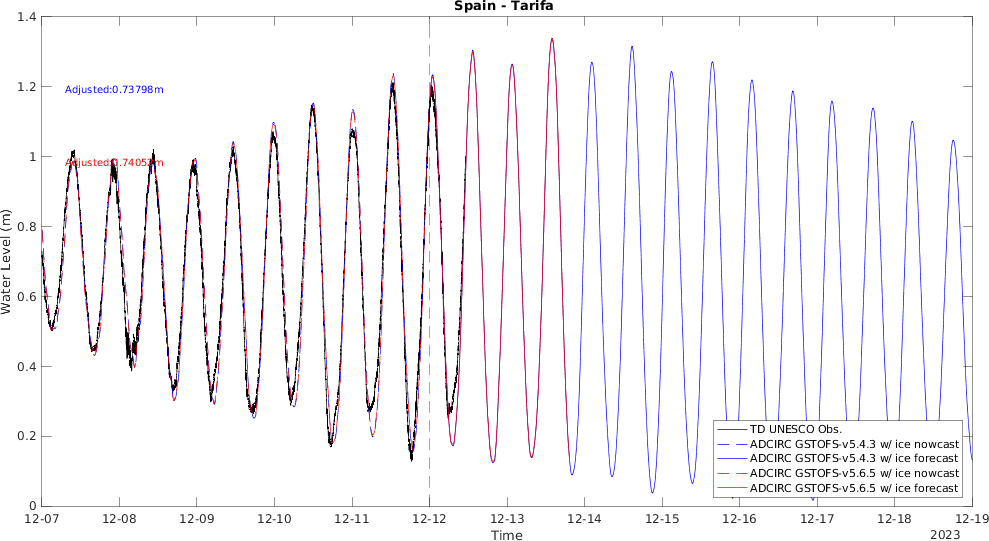 Spain - Tarifa
1.4
1.2
1
0.8
0.6
0.4
0.2
0
Water Level (m)
Adjusted:0.73798m
TD UNESCO Obs.
ADCIRC GSTOFS-v5.4.3 w/ ice nowcast
ADCIRC GSTOFS-v5.4.3 w/ ice forecast
ADCIRC GSTOFS-v5.6.5 w/ ice nowcast
ADCIRC GSTOFS-v5.6.5 w/ ice forecast
12-07 12-08 12-09 12-10 12-11 12-12 12-13 12-14 12-15 12-16 12-17 12-18 12-19
Time
2023